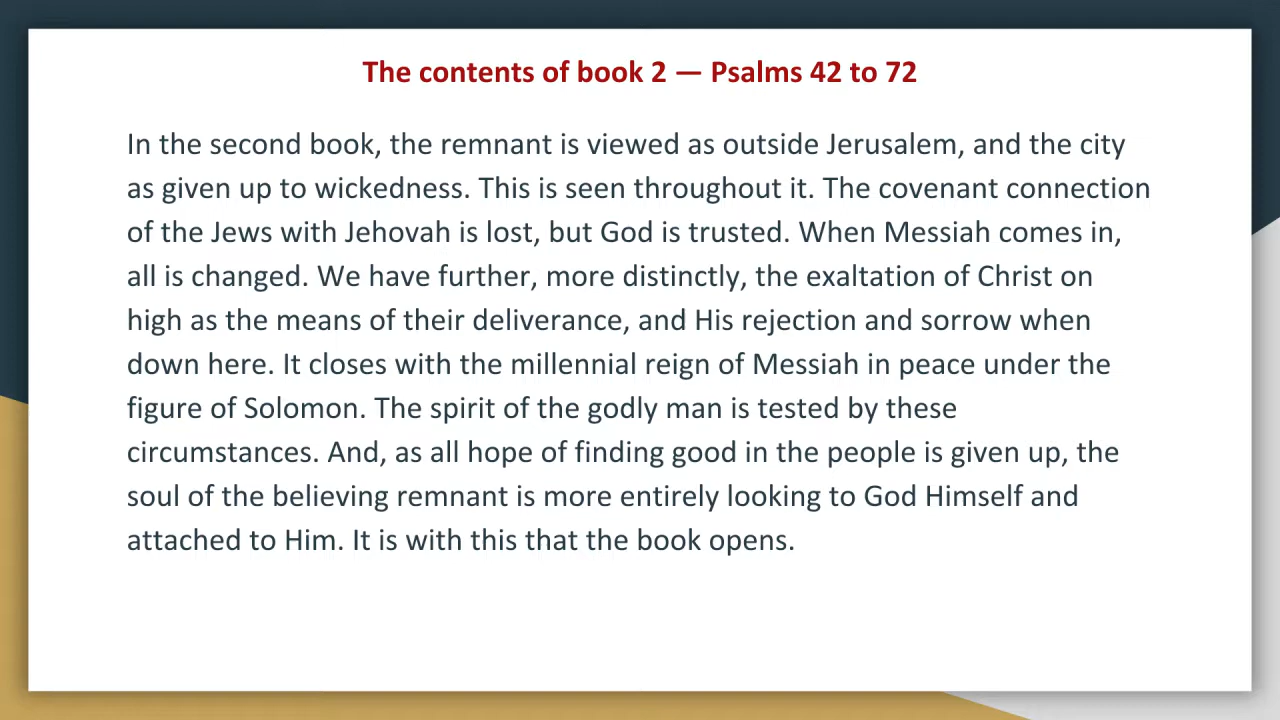 The contents of book 2 — Psalms 42 to 72
In the second book, the remnant is viewed as outside Jerusalem, and the city
as given up to wickedness. This is seen throughout it. The covenant connection
of the Jews with Jehovah is lost, but God is trusted. When Messiah comes in,
all is changed. We have further, more distinctly, the exaltation of Christ on
high as the means of their deliverance, and His rejection and sorrow when
down here. It closes with the millennial reign of Messiah in peace under the
figure of Solomon. The spirit of the godly man is tested by these
circumstances. And, as all hope of finding good in the people is given up, the
soul of the believing remnant is more entirely looking to God Himself and
attached to Him. It is with this that the book opens.